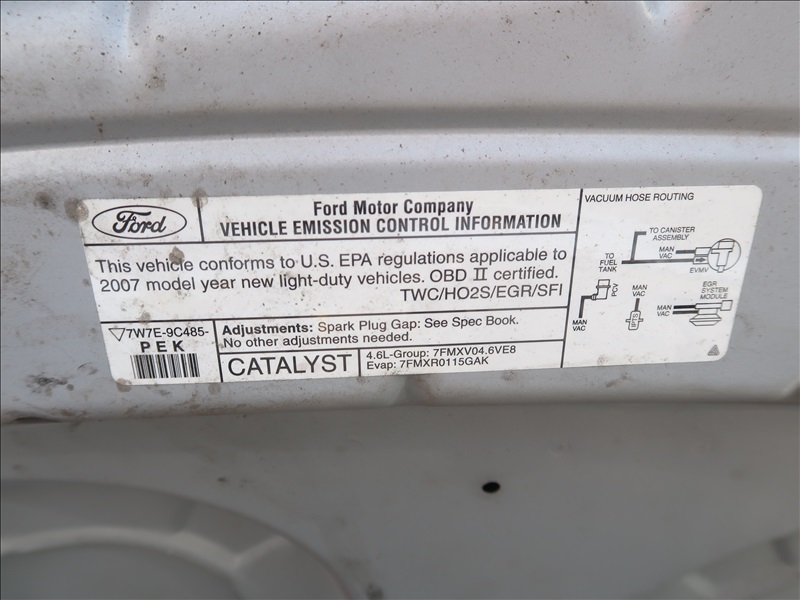 Ford
Ford Motor Company
VEHICLE EMISSION CONTROL INFORMATION
This vehicle conforms to U.S. EPA regulations applicable to
2007 model year new light-duty vehicles. OBD II certified.
TWC/HO2S/EGR/SFI
7W7E-9C485-
PEK
Adjustments: Spark Plug Gap: See Spec Book.
No other adjustments needed.
CATALYST
4.6L-Group: 7FMXV04.6VE8
Evap: 7FMXR0115GAK
VACUUM HOSE ROUTING
TO CANISTER
ASSEMBLY
MAN
VAC
TO
FUEL
TANK
EVMV
PCV
MAN
VAC
MAN
VAC
FTPS
EGR
SYSTEM
MODULE
MAN
VAC